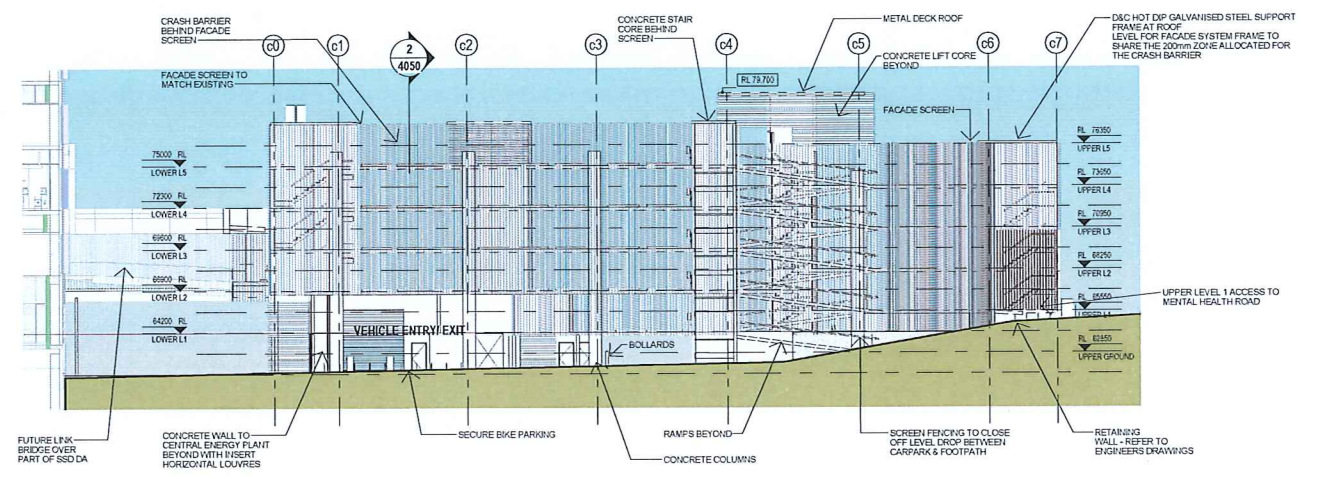 CRASH BARRIER
BEHIND FACADE
SCREEN
FACADE SCREEN TO
MATCH EXISTING
c0
c1
2
4050
c2
c3
CONCRETE STAIR
CORE BEHIND
SCREEN
c4
RL 79.700
METAL DECK ROOF
c5
CONCRETE LIFT CORE
BEYOND
FACADE SCREEN
c6
c7
D&C HOT DIP GALVANISED STEEL SUPPORT
FRAME AT ROOF
LEVEL FOR FACADE SYSTEM FRAME TO
SHARE THE 200mm ZONE ALLOCATED FOR
THE CRASH BARRIER
75000 RL
LOWER L5
72300 RL
LOWER L4
69600 RL
LOWER L3
66900 RL
LOWER L2
64200 RL
LOWER L1
RL 76350
UPPER L5
RL 73650
UPPER L4
RL 70950
UPPER L3
RL 68250
UPPER L2
RL 65550
UPPER L1
RL 62850
UPPER GROUND
UPPER LEVEL 1 ACCESS TO
MENTAL HEALTH ROAD
VEHICLE ENTRY/ EXIT
BOLLARDS
FUTURE LINK
BRIDGE OVER
PART OF SSD DA
CONCRETE WALL TO
CENTRAL ENERGY PLANT
BEYOND WITH INSERT
HORIZONTAL LOUVRES
SECURE BIKE PARKING
CONCRETE COLUMNS
RAMPS BEYOND
SCREEN FENCING TO CLOSE
OFF LEVEL DROP BETWEEN
CARPARK & FOOTPATH
RETAINING
WALL - REFER TO
ENGINEERS DRAWINGS